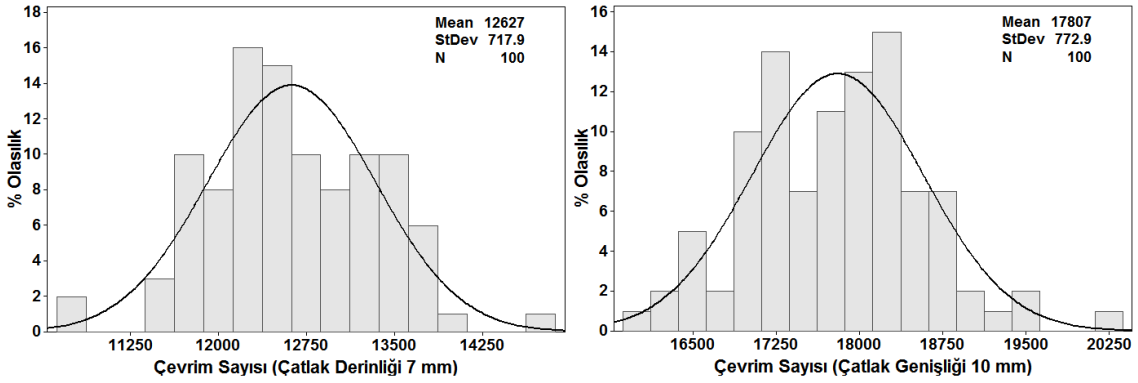 Mean 12627
StDev 717.9
N 100
% Olasılık
18
16
14
12
10
8
6
4
2
0
11250 12000 12750 13500 14250
Çevrim Sayısı (Çatlak Derinliği 7 mm)
Mean 17807
StDev 772.9
N 100
% Olasılık
16
14
12
10
8
6
4
2
0
16500 17250 18000 18750 19500 20250
Çevrim Sayısı (Çatlak Genişliği 10 mm)